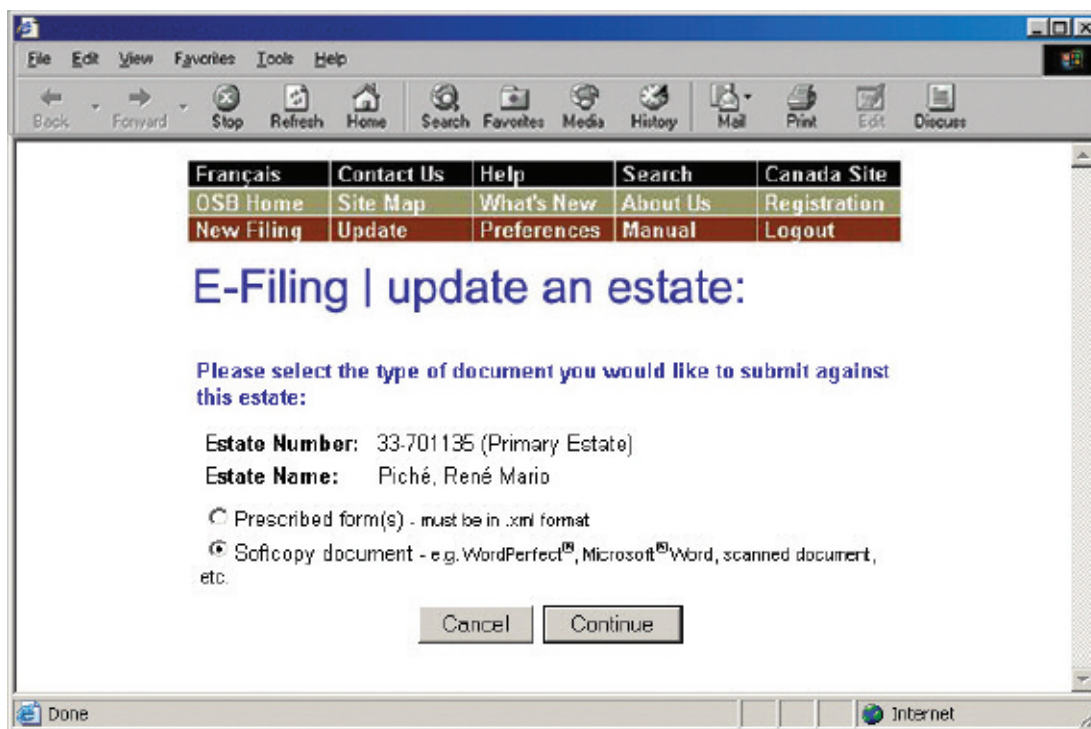 File Edit View Favorites Tools Help
Back Forward Stop Refresh Home Search Favorites Media History Mail Print Edit Discuss
Français Contact Us Help Search Canada Site
OSB Home Site Map What's New About Us Registration
New Filing Update Preferences Manual Logout
E-Filing | update an estate:
Please select the type of document you would like to submit against
this estate:
Estate Number: 33-701135 (Primary Estate)
Estate Name: Piché, René Mario
Prescribed form(s) - must be in .xml format
Softcopy document - e.g. WordPerfect®, Microsoft® Word, scanned document,
etc.
Cancel Continue
Done Internet